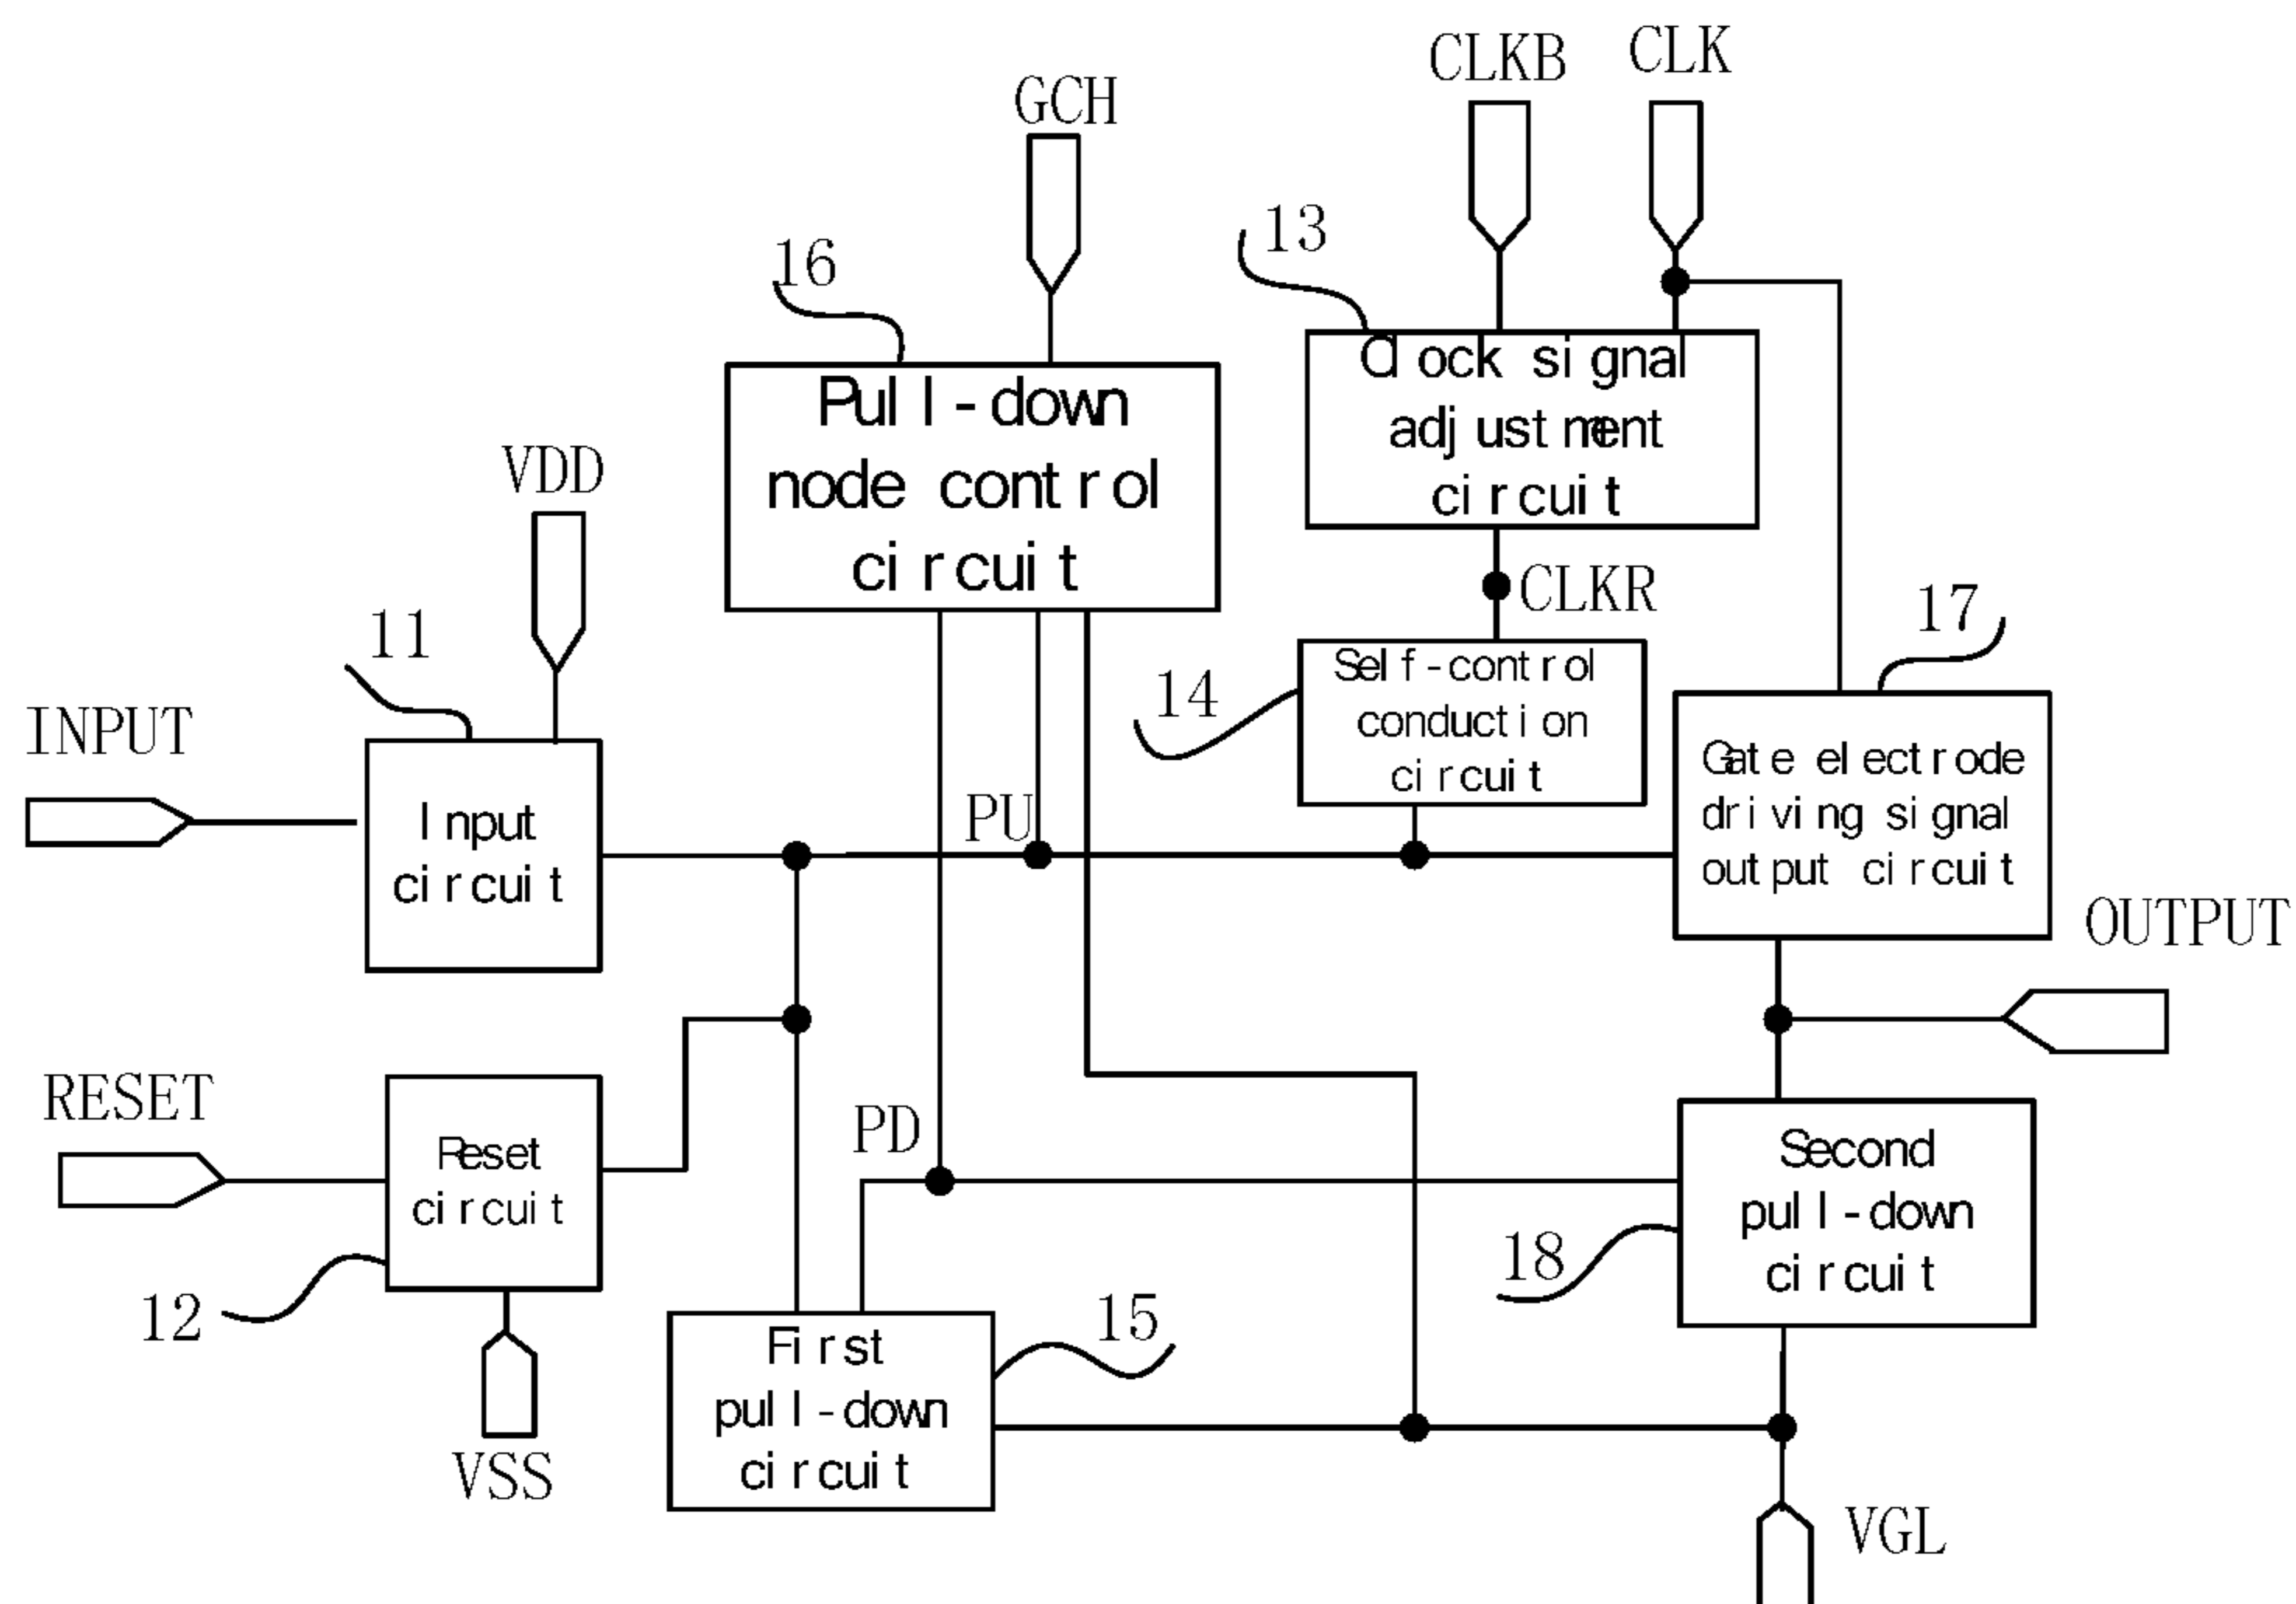 CLKB
CLK
GCH
13
16
Clock signal
adjustment
circuit
Pull-down
node control
circuit
VDD
CLKR
17
11
14
Self-control
conduction
circuit
INPUT
Input
circuit
PU
Gate electrode
driving signal
output circuit
OUTPUT
RESET
Reset
circuit
PD
Second
pull-down
circuit
18
12
15
First
pull-down
circuit
VSS
VGL